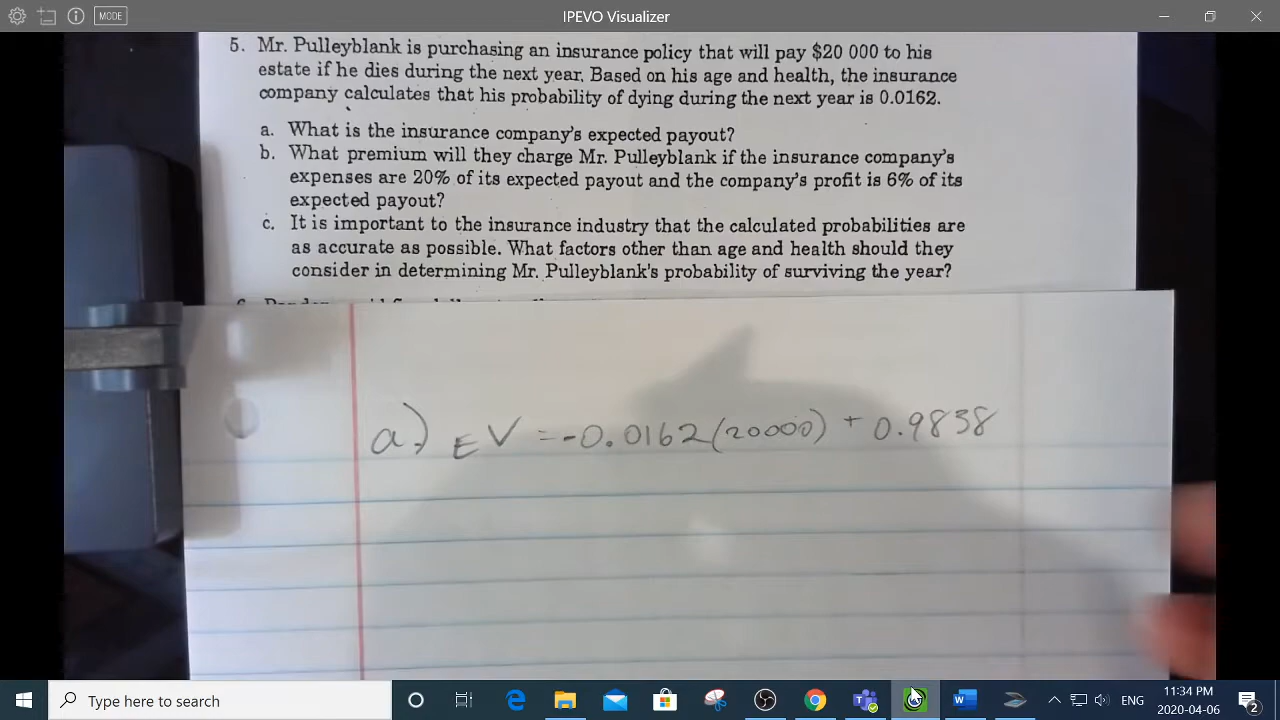 MODE
IPEVO Visualizer
5. Mr. Pulleyblank is purchasing an insurance policy that will pay $20 000 to his
estate if he dies during the next year. Based on his age and health, the insurance
company calculates that his probability of dying during the next year is 0.0162.
a. What is the insurance company's expected payout?
b. What premium will they charge Mr. Pulleyblank if the insurance company's
expenses are 20% of its expected payout and the company's profit is 6% of its
expected payout?
c. It is important to the insurance industry that the calculated probabilities are
as accurate as possible. What factors other than age and health should they
consider in determining Mr. Pulleyblank's probability of surviving the year?
a) EV = -0.0162(20000) + 0.9838
Type here to search
ENG
11:34 PM
2020-04-06
2